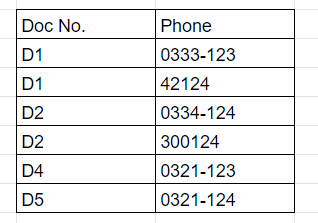 Doc No. Phone
D1 0333-123
D1 42124
D2 0334-124
D2 300124
D4 0321-123
D5 0321-124